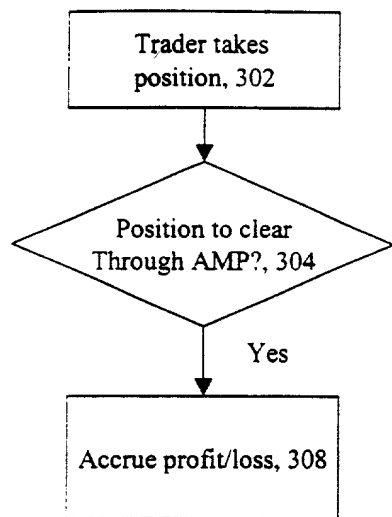 Trader takes
position, 302
Position to clear
Through AMP?, 304
Yes
Accrue profit/loss, 308